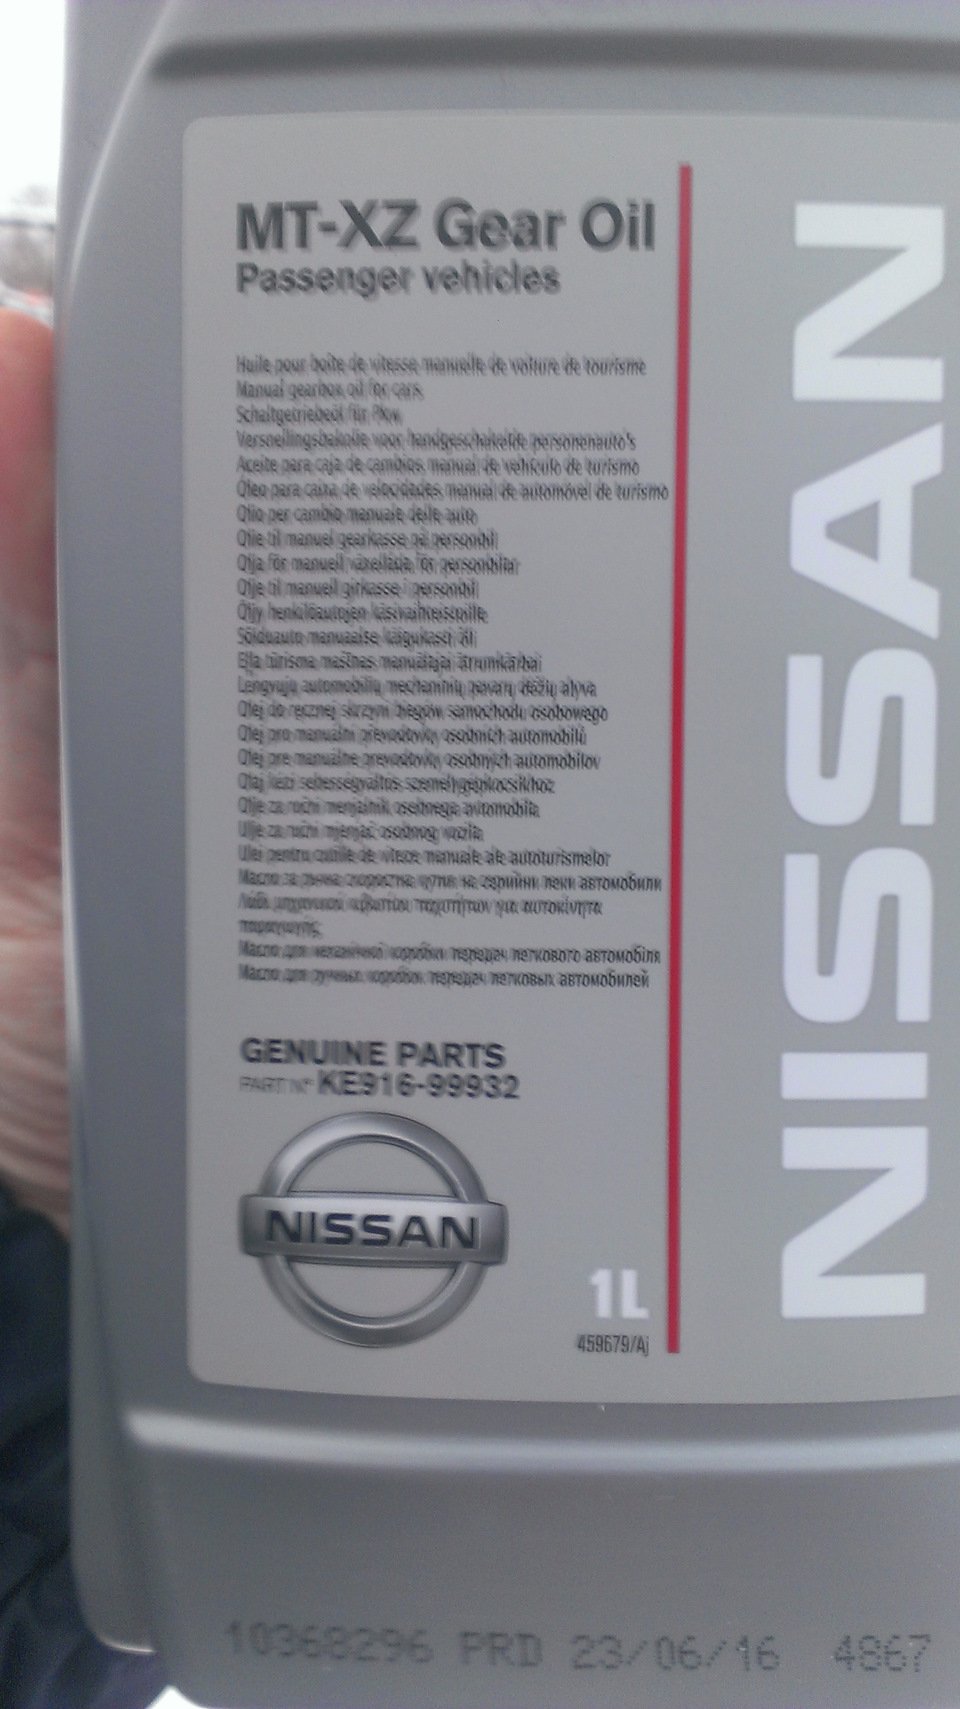 MT-XZ Gear Oil
Passenger vehicles
Huile pour boîte de vitesse manuelle de voiture de tourisme
Manual gearbox oil for cars
Schaltgetriebeöl für Pkw
Versnellingsbakolie voor handgeschakelde personenauto's
Aceite para caja de cambios manual de vehículo de turismo
Óleo para caixa de velocidades manual de automóvel de turismo
Olio per cambio manuale delle auto
Olie til manuel gearkasse på personbil
Olja för manuell växellåda för personbilar
Olje til manuell girkasse i personbil
Öljy henkilöautojen käsivaihteistoille
Sõiduauto manuaalse käigukasti õli
Eļļa tūrisma mašīnas manuālajai ātrumkārbai
Lengvųjų automobilių mechaninių pavarų dėžių alyva
Olej do ręcznej skrzyni biegów samochodu osobowego
Olej pro manuální převodovky osobních automobilů
Olej pre manuálne prevodovky osobných automobilov
Olaj kézi sebességváltós személygépkocsikhoz
Olje za ročni menjalnik osebnega avtomobila
Ulje za ručni mjenjač osobnog vozila
Ulei pentru cutiile de viteze manuale ale autoturismelor
Масло за ръчна скоростна кутия на серийни леки автомобили
Λάδι μηχανικού κιβωτίου ταχυτήτων για αυτοκίνητα
παραγωγής
Масло для механічної коробки передач легкового автомобіля
Масло для ручных коробок передач легковых автомобилей
GENUINE PARTS
PART N° KE916-99932
NISSAN
1L
459679/Aj
NISSAN
10368296 PRD 23/06/16 4867